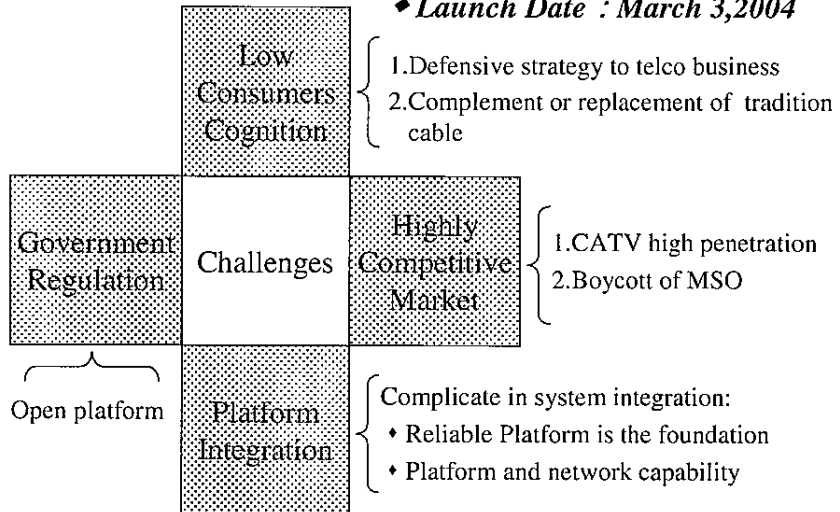 ♦ Launch Date : March 3,2004
Low
Consumers
Cognition
1.Defensive strategy to telco business
2.Complement or replacement of tradition
cable
Government
Regulation
Challenges
Highly
Competitive
Market
1.CATV high penetration
2.Boycott of MSO
Open platform
Platform
Integration
Complicate in system integration:
♦ Reliable Platform is the foundation
♦ Platform and network capability